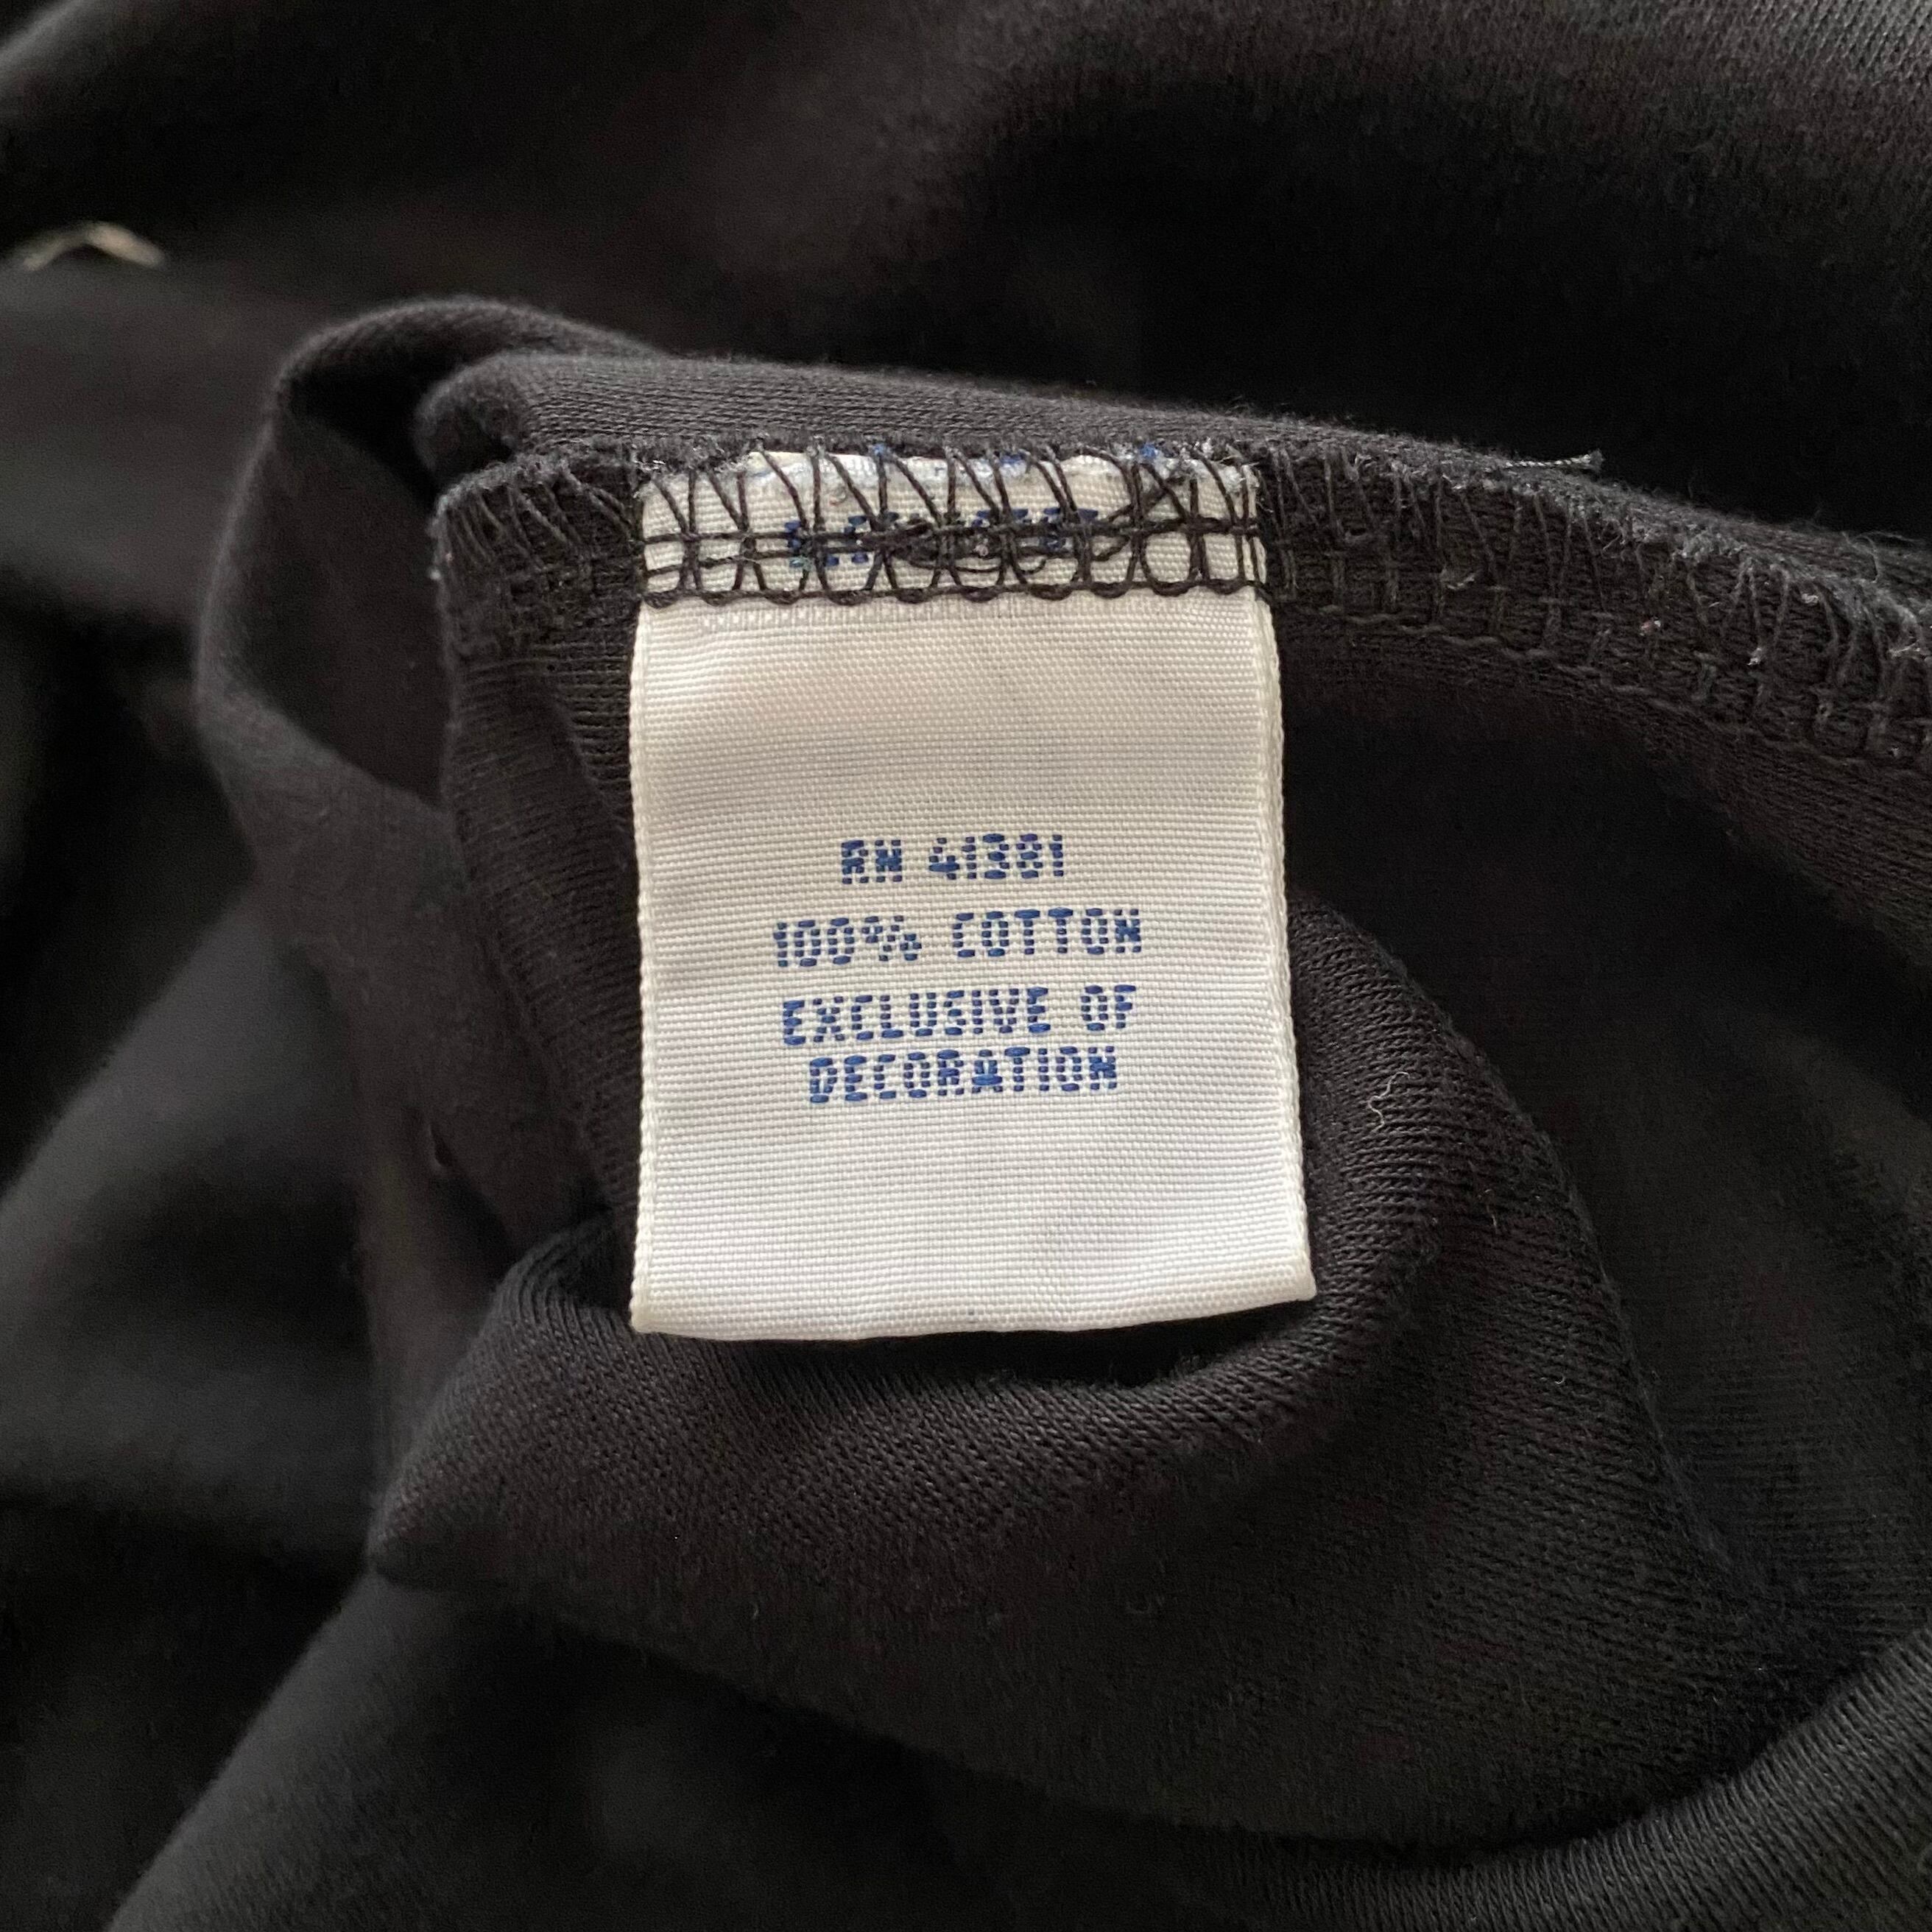 RN 41381
100% COTTON
EXCLUSIVE OF
DECORATION